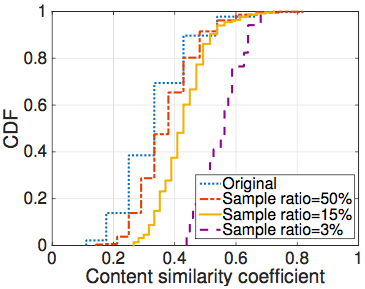 1
0.8
0.6
0.4
0.2
0
CDF
0 0.2 0.4 0.6 0.8 1
Content similarity coefficient
Original
Sample ratio=50%
Sample ratio=15%
Sample ratio=3%